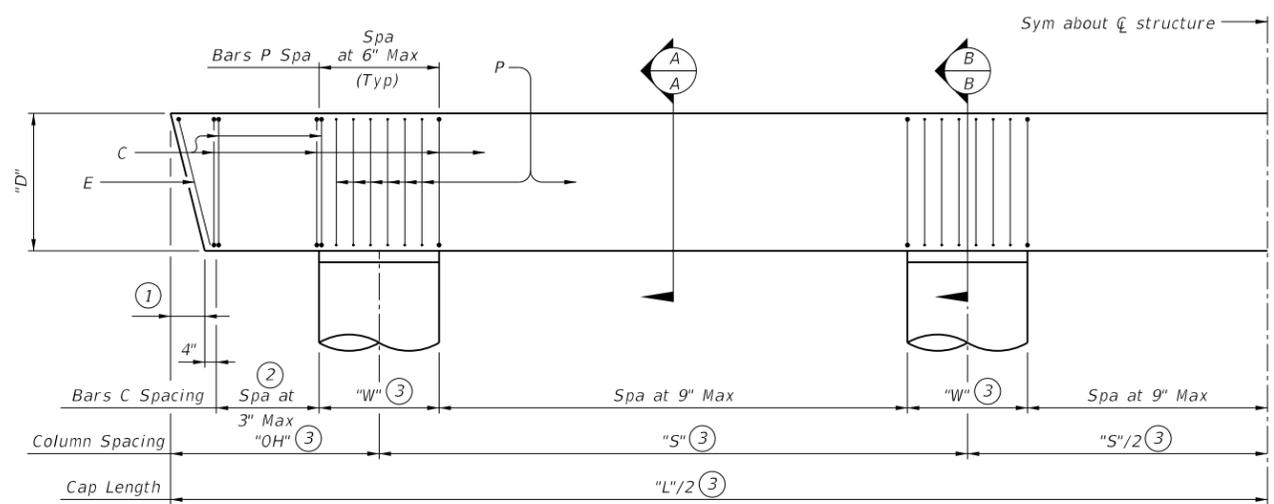 Sym about ℄ structure
Spa
Bars P Spa at 6" Max
(Typ)
P
A
A
B
B
C
E
"D"
1
4"
2
Bars C Spacing Spa at "W" 3 Spa at 9" Max "W" 3 Spa at 9" Max
3" Max
Column Spacing "OH" 3 "S" 3 "S"/2 3
Cap Length "L"/2 3